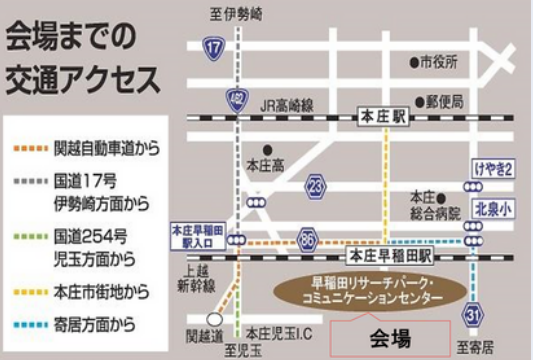 会場までの
交通アクセス
関越自動車道から
国道17号
伊勢崎方面から
国道254号
児玉方面から
本庄市街地から
寄居方面から
至伊勢崎
17
462
市役所
郵便局
JR高崎線
本庄駅
本庄高
23
けやき2
本庄
総合病院
北泉小
本庄早稲田
駅入口
86
本庄早稲田駅
上越
新幹線
早稲田リサーチパーク・
コミュニケーションセンター
31
関越道
本庄児玉I.C
至児玉
会場
至寄居